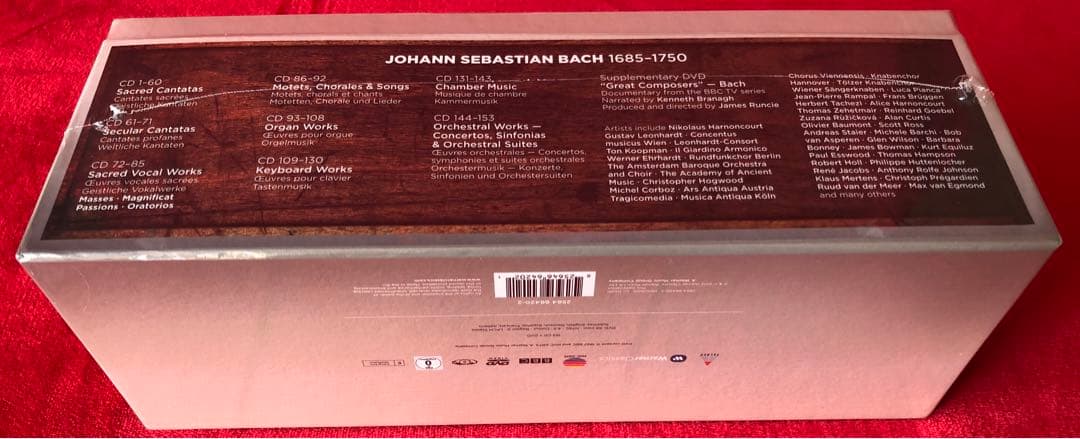 JOHANN SEBASTIAN BACH 1685–1750
CD 1–60
Sacred Cantatas
Cantates sacrées
Geistliche Kantaten
CD 61–71
Secular Cantatas
Cantates profanes
Weltliche Kantaten
CD 72–85
Sacred Vocal Works
Œuvres vocales sacrées
Geistliche Vokalwerke
Masses · Magnificat
Passions · Oratorios
CD 86–92
Motets, Chorales & Songs
Motets, chorals et chants
Motetten, Choräle und Lieder
CD 93–108
Organ Works
Œuvres pour orgue
Orgelmusik
CD 109–130
Keyboard Works
Œuvres pour clavier
Tastenmusik
CD 131–143
Chamber Music
Musique de chambre
Kammermusik
CD 144–153
Orchestral Works —
Concertos, Sinfonias
& Orchestral Suites
Œuvres orchestrales — Concertos,
symphonies et suites orchestrales
Orchestermusik — Konzerte,
Sinfonien und Orchestersuiten
Supplementary DVD
"Great Composers" — Bach
Documentary from the BBC TV series
Narrated by Kenneth Branagh
Produced and directed by James Runcie
Artists include Nikolaus Harnoncourt
Gustav Leonhardt · Concentus
musicus Wien · Leonhardt-Consort
Ton Koopman · Il Giardino Armonico
Werner Ehrhardt · Rundfunkchor Berlin
The Amsterdam Baroque Orchestra
and Choir · The Academy of Ancient
Music · Christopher Hogwood
Michel Corboz · Ars Antiqua Austria
Tragicomedia · Musica Antiqua Köln
Chorus Viennensis · Knabenchor
Hannover · Tölzer Knabenchor
Wiener Sängerknaben · Luca Pianca
Jean-Pierre Rampal · Frans Brüggen
Herbert Tachezi · Alice Harnoncourt
Thomas Zehetmair · Reinhard Goebel
Zuzana Růžičková · Alan Curtis
Olivier Baumont · Scott Ross
Andreas Staier · Michele Barchi · Bob
van Asperen · Glen Wilson · Barbara
Bonney · James Bowman · Kurt Equiluz
Paul Esswood · Thomas Hampson
Robert Holl · Philippe Huttenlocher
René Jacobs · Anthony Rolfe Johnson
Klaus Mertens · Christoph Prégardien
Ruud van der Meer · Max van Egmond
and many others
2564 66420-2
BBC
DVD
Warner Classics